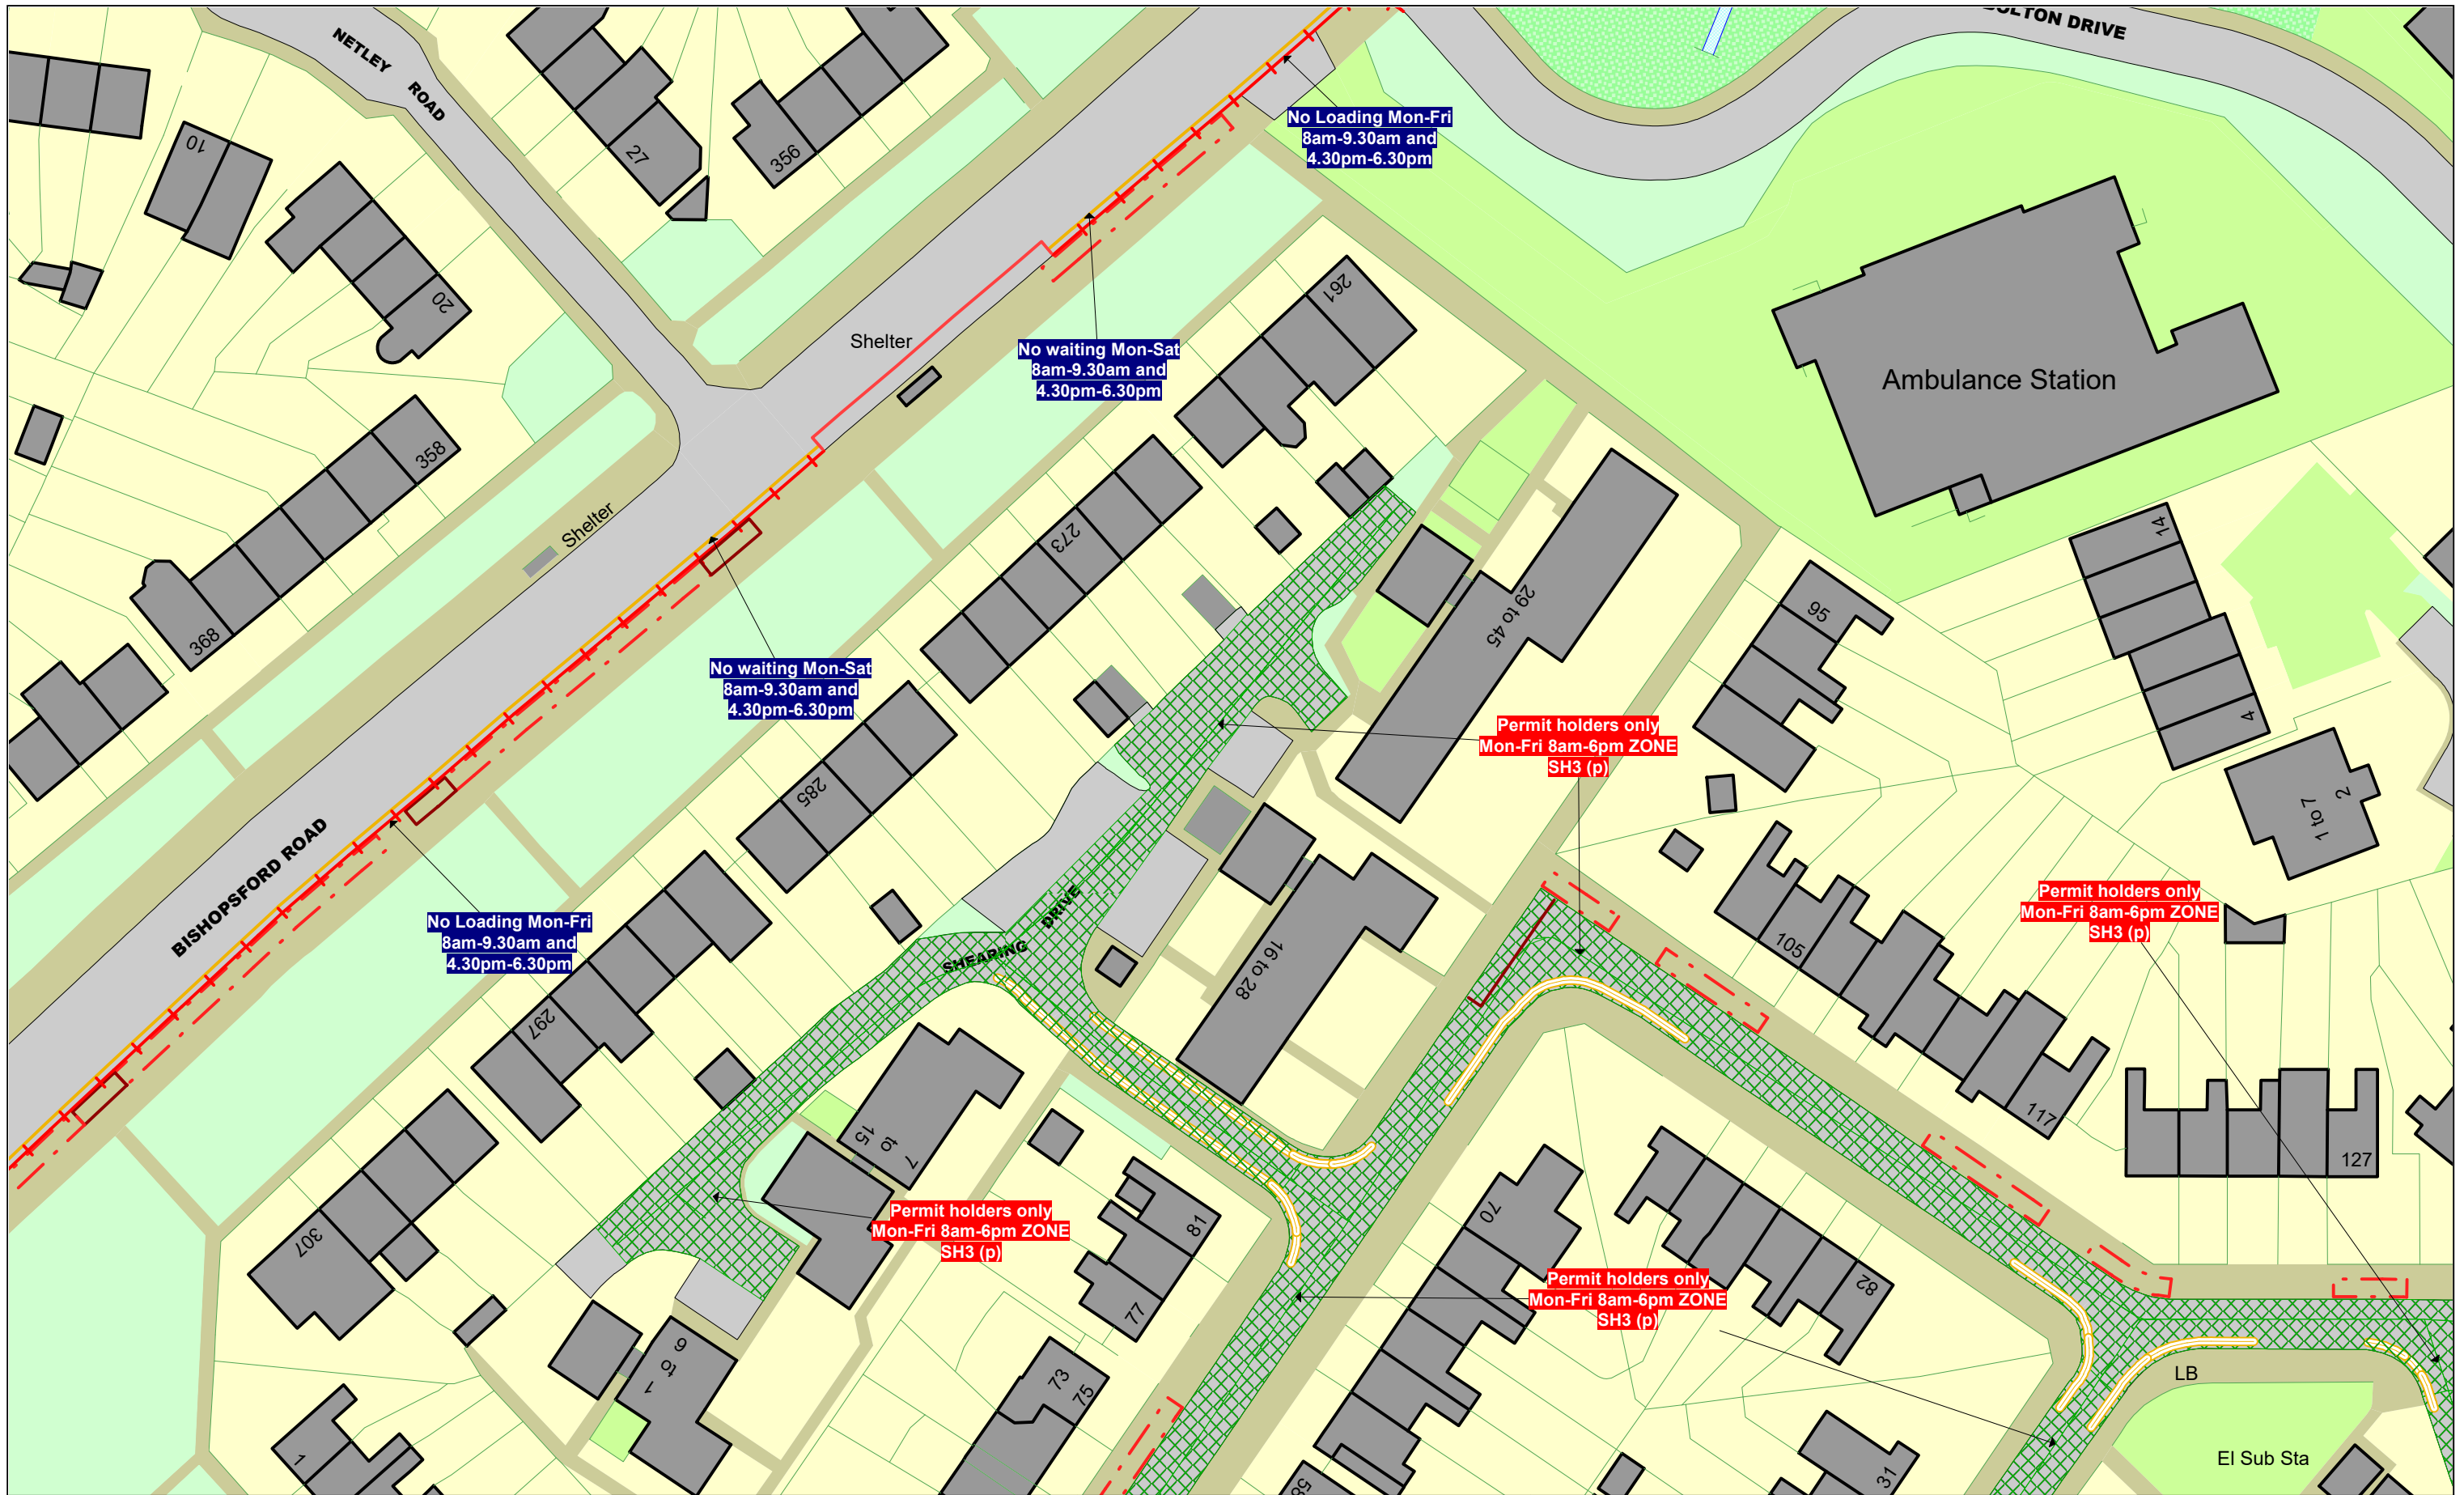 NETLEY
ROAD
OLTON DRIVE
10
27
356
20
358
368
261
273
285
297
307
Shelter
Shelter
No Loading Mon-Fri
8am-9.30am and
4.30pm-6.30pm
No waiting Mon-Sat
8am-9.30am and
4.30pm-6.30pm
Ambulance Station
No waiting Mon-Sat
8am-9.30am and
4.30pm-6.30pm
BISHOPSFORD ROAD
No Loading Mon-Fri
8am-9.30am and
4.30pm-6.30pm
29 to 45
95
14
4
1 to 7
2
Permit holders only
Mon-Fri 8am-6pm ZONE
SH3 (p)
Permit holders only
Mon-Fri 8am-6pm ZONE
SH3 (p)
SHEARING
DRIVE
16 to 28
105
117
127
7
to
15
Permit holders only
Mon-Fri 8am-6pm ZONE
SH3 (p)
81
77
70
82
Permit holders only
Mon-Fri 8am-6pm ZONE
SH3 (p)
1
to
6
73
75
1
58
31
LB
El Sub Sta